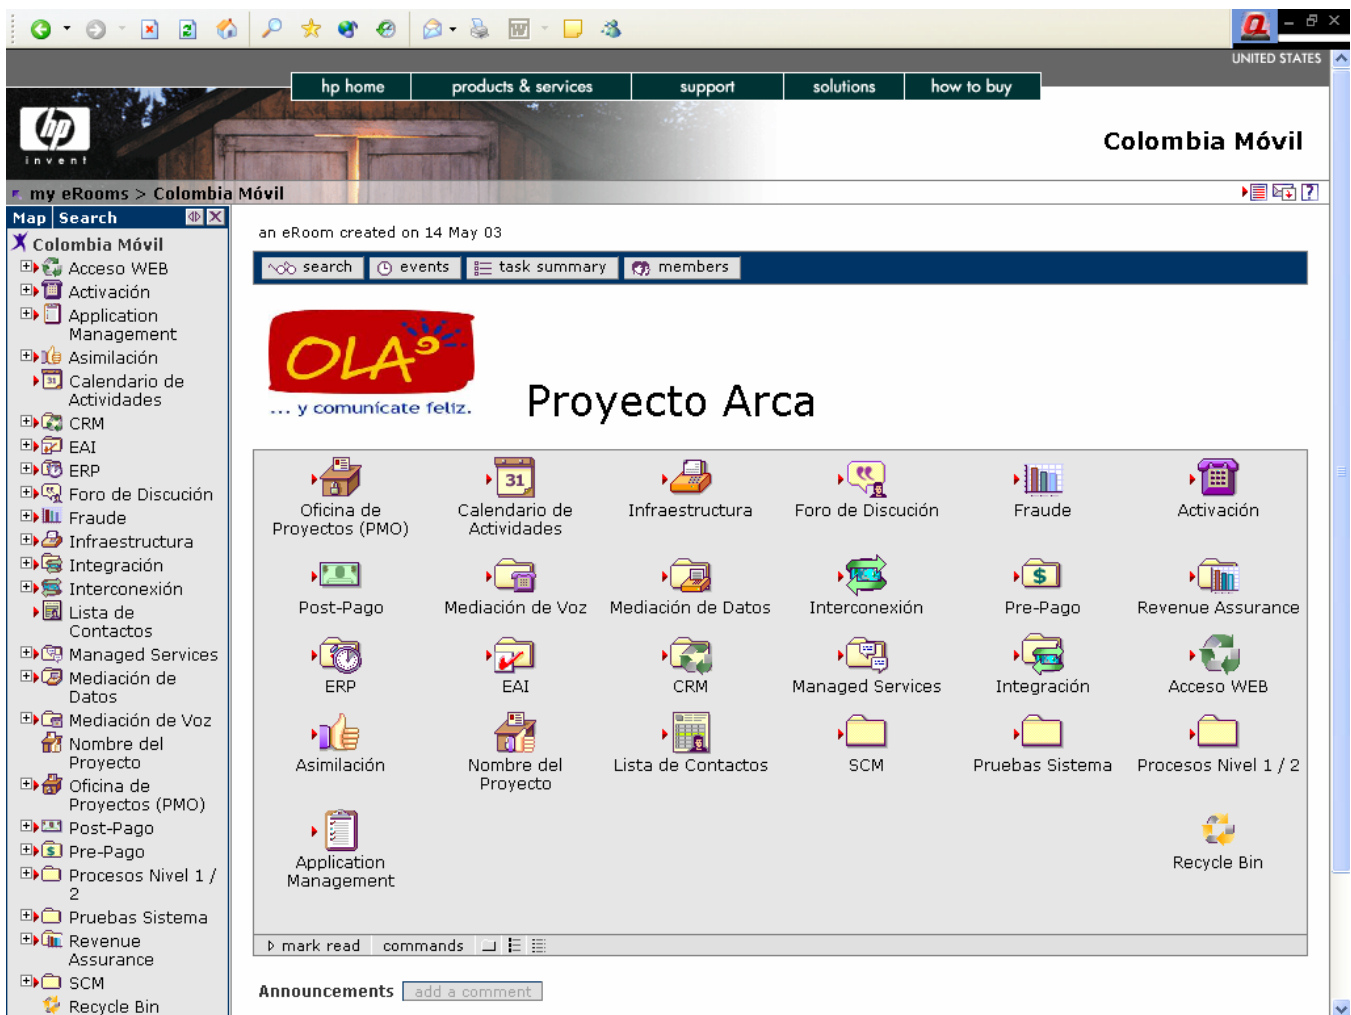 UNITED STATES
hp home
products & services
support
solutions
how to buy
hp
invent
Colombia Móvil
my eRooms > Colombia Móvil
Map
Search
Colombia Móvil
Acceso WEB
Activación
Application
Management
Asimilación
Calendario de
Actividades
CRM
EAI
ERP
Foro de Discución
Fraude
Infraestructura
Integración
Interconexión
Lista de
Contactos
Managed Services
Mediación de
Datos
Mediación de Voz
Nombre del
Proyecto
Oficina de
Proyectos (PMO)
Post-Pago
Pre-Pago
Procesos Nivel 1 /
2
Pruebas Sistema
Revenue
Assurance
SCM
Recycle Bin
an eRoom created on 14 May 03
search
events
task summary
members
OLA
... y comunícate feliz.
Proyecto Arca
Oficina de
Proyectos (PMO)
31
Calendario de
Actividades
Infraestructura
Foro de Discución
Fraude
Activación
Post-Pago
Mediación de Voz
Mediación de Datos
Interconexión
$
Pre-Pago
Revenue Assurance
ERP
EAI
CRM
Managed Services
Integración
Acceso WEB
Asimilación
Nombre del
Proyecto
Lista de Contactos
SCM
Pruebas Sistema
Procesos Nivel 1 / 2
Application
Management
Recycle Bin
mark read
commands
Announcements
add a comment